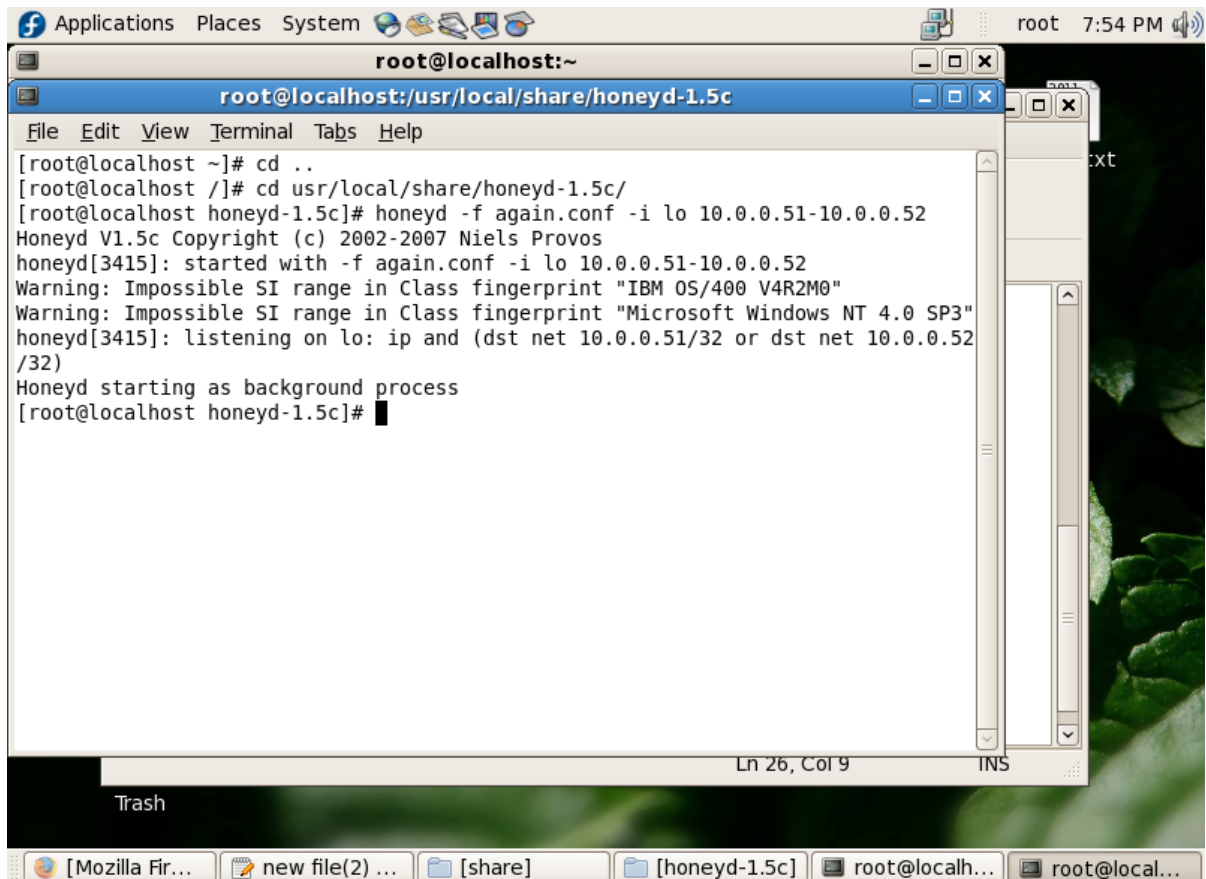 Applications Places System root 7:54 PM
root@localhost:~
root@localhost:/usr/local/share/honeyd-1.5c
File Edit View Terminal Tabs Help
[root@localhost ~]# cd ..
[root@localhost /]# cd usr/local/share/honeyd-1.5c/
[root@localhost honeyd-1.5c]# honeyd -f again.conf -i lo 10.0.0.51-10.0.0.52
Honeyd V1.5c Copyright (c) 2002-2007 Niels Provos
honeyd[3415]: started with -f again.conf -i lo 10.0.0.51-10.0.0.52
Warning: Impossible SI range in Class fingerprint "IBM OS/400 V4R2M0"
Warning: Impossible SI range in Class fingerprint "Microsoft Windows NT 4.0 SP3"
honeyd[3415]: listening on lo: ip and (dst net 10.0.0.51/32 or dst net 10.0.0.52
/32)
Honeyd starting as background process
[root@localhost honeyd-1.5c]#
Ln 26, Col 9 INS
Trash
[Mozilla Fir... new file(2) ... [share] [honeyd-1.5c] root@localh... root@local...